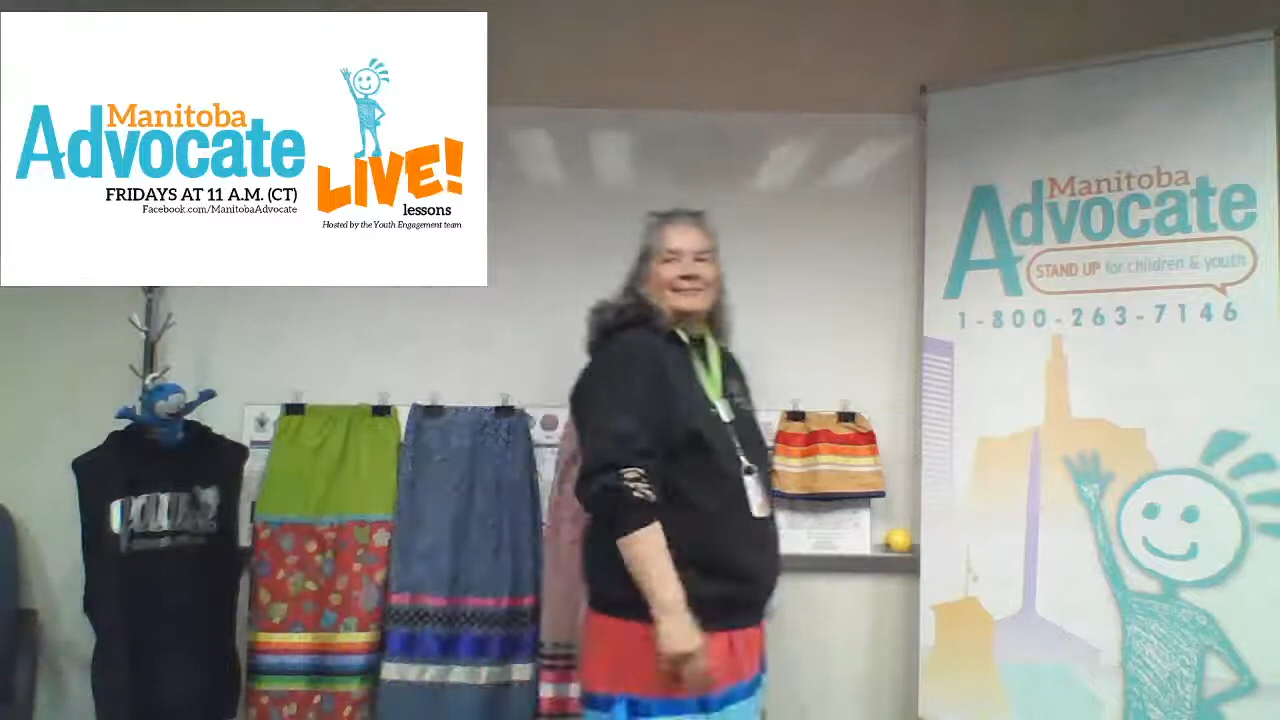 Manitoba
Advocate
FRIDAYS AT 11 A.M. (CT)
Facebook.com/ManitobaAdvocate
LIVE!
lessons
Hosted by the Youth Engagement team
Manitoba
Advocate
STAND UP for children & youth
1-800-263-7146